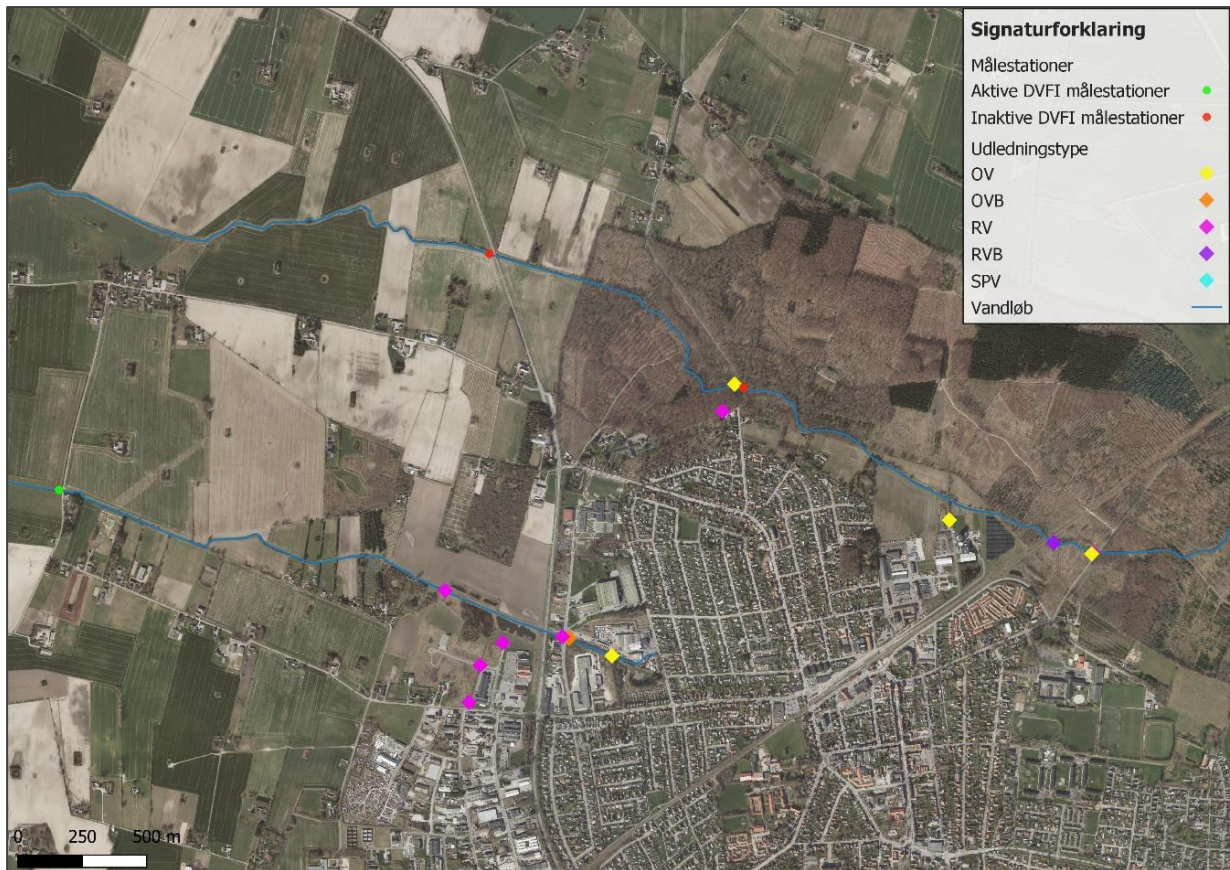 Signaturforklaring
Målestationer
Aktive DVFI målestationer
Inaktive DVFI målestationer
Udledningstype
OV
OVB
RV
RVB
SPV
Vandløb
0 250 500 m